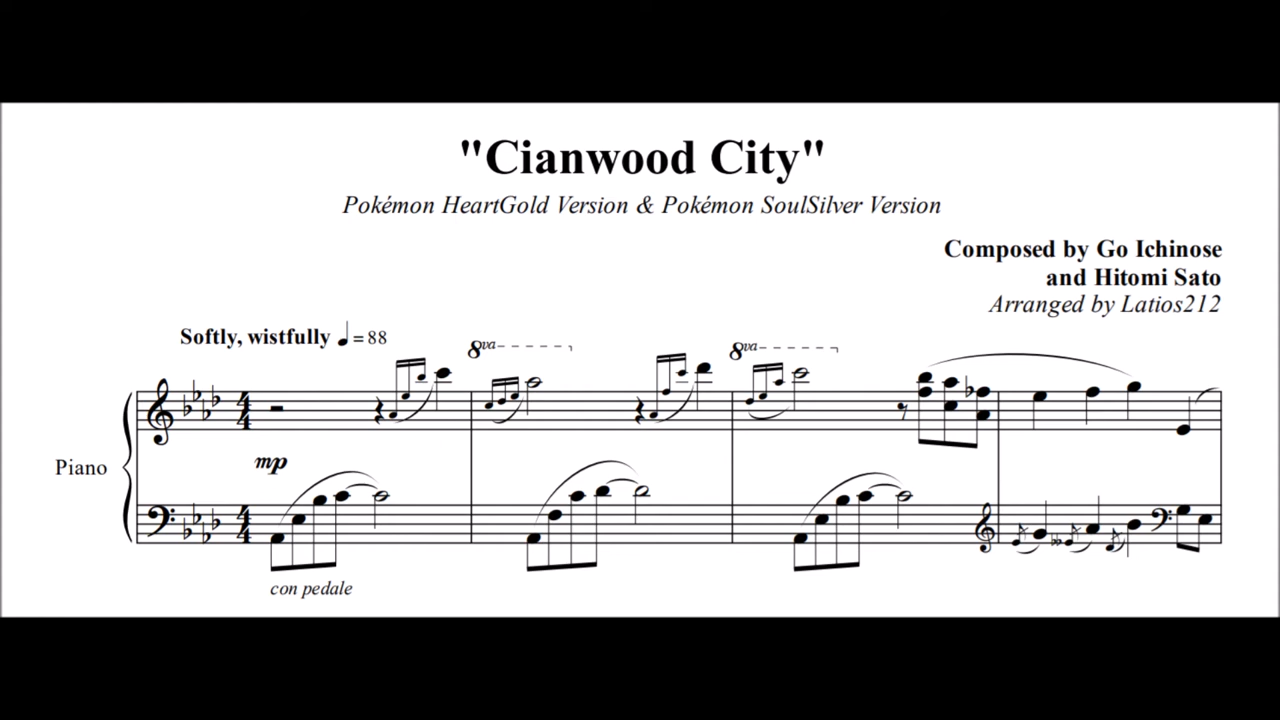 "Cianwood City"
Pokémon HeartGold Version & Pokémon SoulSilver Version
Composed by Go Ichinose
and Hitomi Sato
Arranged by Latios212
Softly, wistfully ♩ = 88
8va
8va
Piano
mp
con pedale